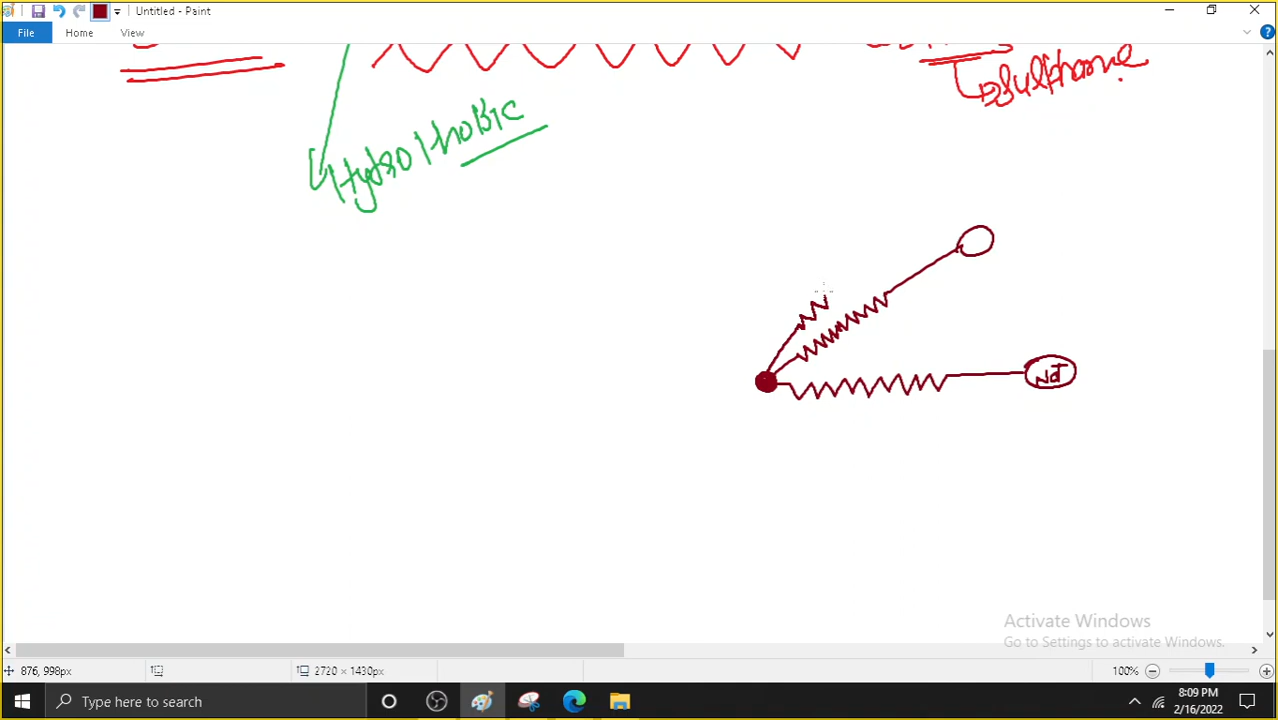 Untitled - Paint
File Home View
Sulphone
Activate Windows
Go to Settings to activate Windows.
876, 998px 2720 × 1430px 100%
Type here to search 8:09 PM
2/16/2022